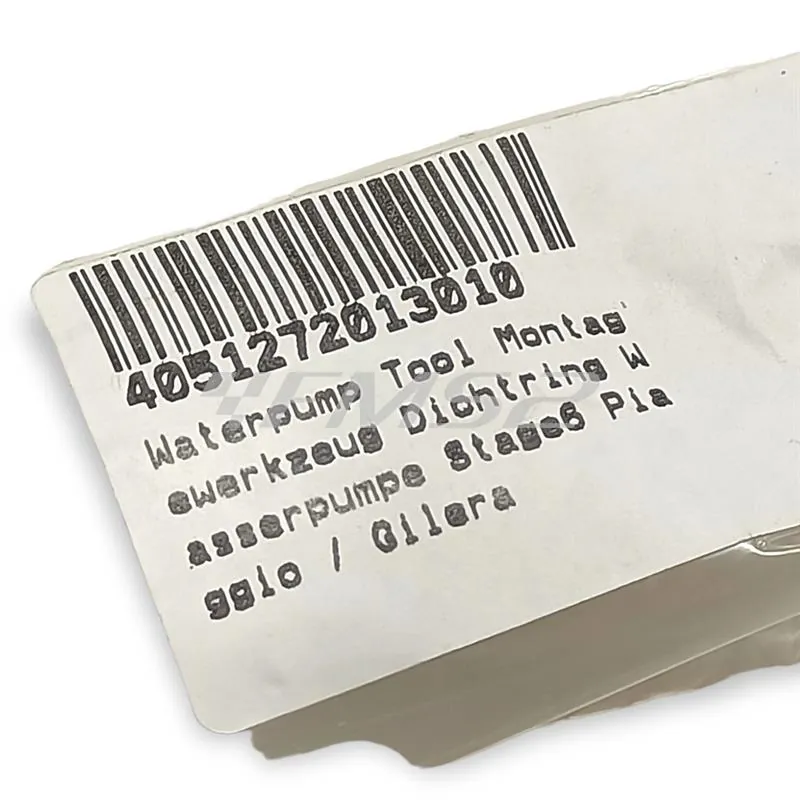 4051272013010
Waterpump Tool Montag
ewerkzeug Dichtring W
asserpumpe Stage6 Pia
ggio / Gilera